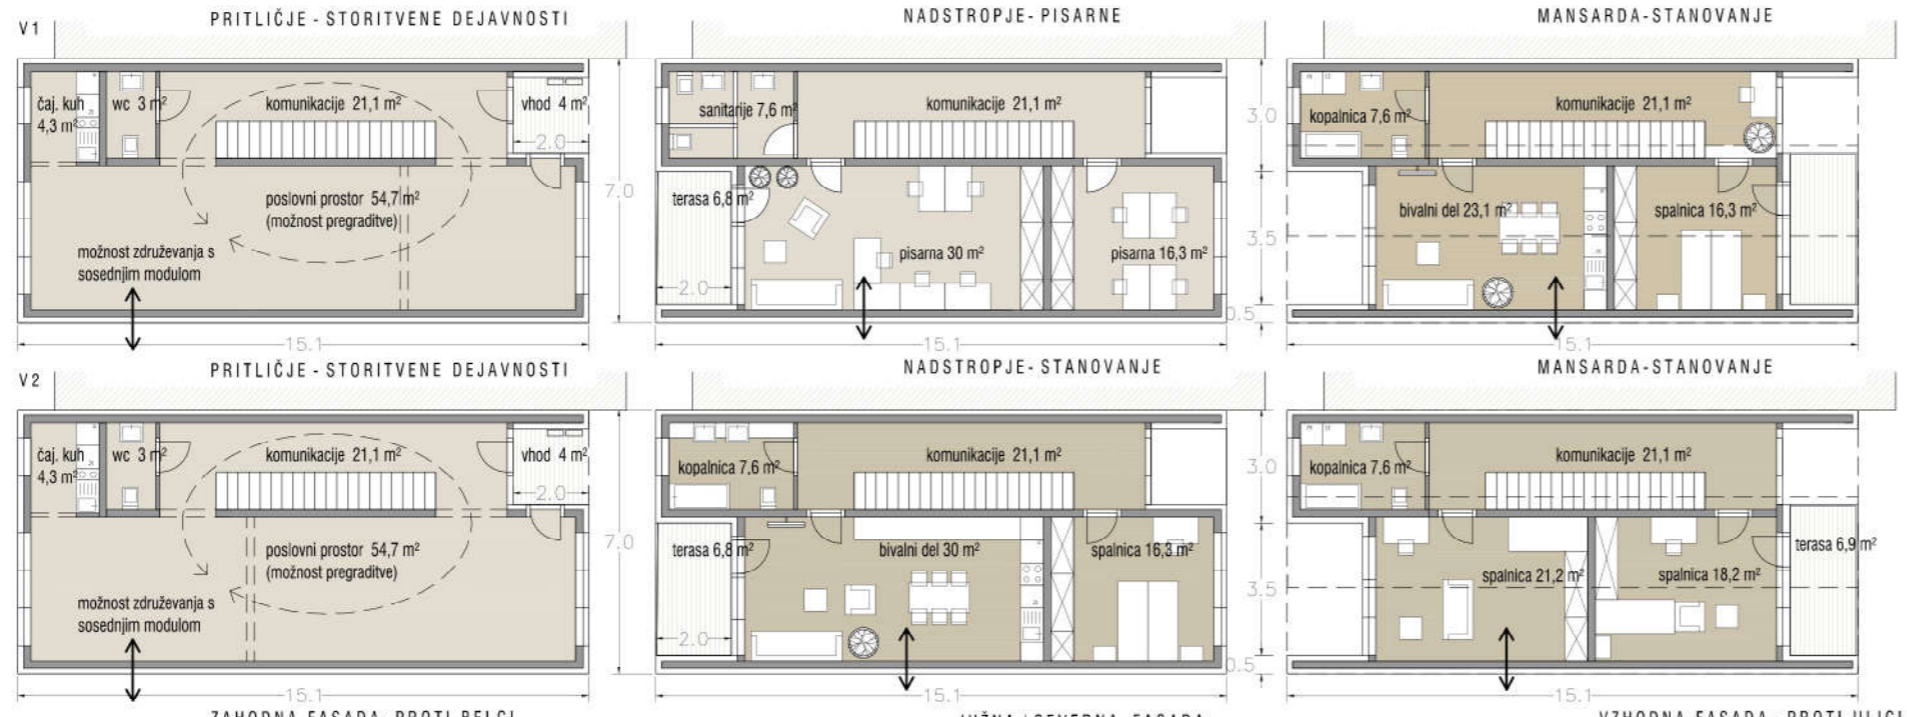 V1
PRITLIČJE - STORITVENE DEJAVNOSTI
NADSTROPJE- PISARNE
MANSARDA-STANOVANJE
čaj. kuh
4,3 m²
wc 3 m²
komunikacije 21,1 m²
vhod 4 m²
2.0
poslovni prostor 54,7 m²
(možnost pregraditve)
možnost združevanja s
sosednjim modulom
15.1
7.0
sanitarije 7,6 m²
komunikacije 21,1 m²
terasa 6,8 m²
2.0
pisarna 30 m²
pisarna 16,3 m²
15.1
3.0
3.5
0.5
kopalnica 7,6 m²
komunikacije 21,1 m²
bivalni del 23,1 m²
spalnica 16,3 m²
15.1
V2
PRITLIČJE - STORITVENE DEJAVNOSTI
NADSTROPJE- STANOVANJE
MANSARDA-STANOVANJE
čaj. kuh
4,3 m²
wc 3 m²
komunikacije 21,1 m²
vhod 4 m²
2.0
poslovni prostor 54,7 m²
(možnost pregraditve)
možnost združevanja s
sosednjim modulom
15.1
7.0
kopalnica 7,6 m²
komunikacije 21,1 m²
terasa 6,8 m²
2.0
bivalni del 30 m²
spalnica 16,3 m²
15.1
3.0
3.5
0.5
kopalnica 7,6 m²
komunikacije 21,1 m²
spalnica 21,2 m²
spalnica 18,2 m²
terasa 6,9 m²
15.1
ZAHODNA FASADA- PROTI
FASADA
VZHODNA FASADA- PROTI ULICI